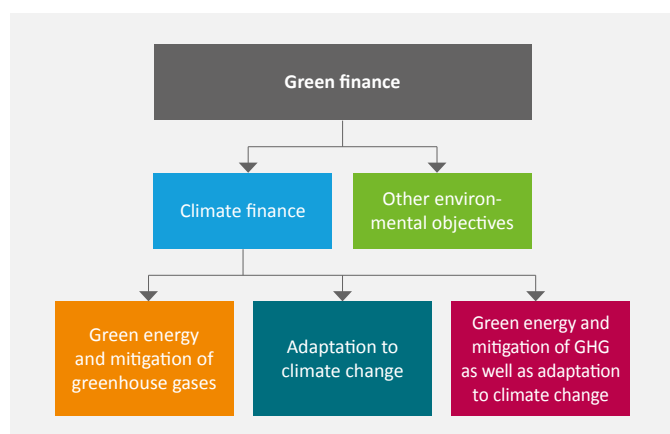 Green finance
Climate finance
Other environ-
mental objectives
Green energy
and mitigation of
greenhouse gases
Adaptation to
climate change
Green energy and
mitigation of GHG
as well as adaptation
to climate change